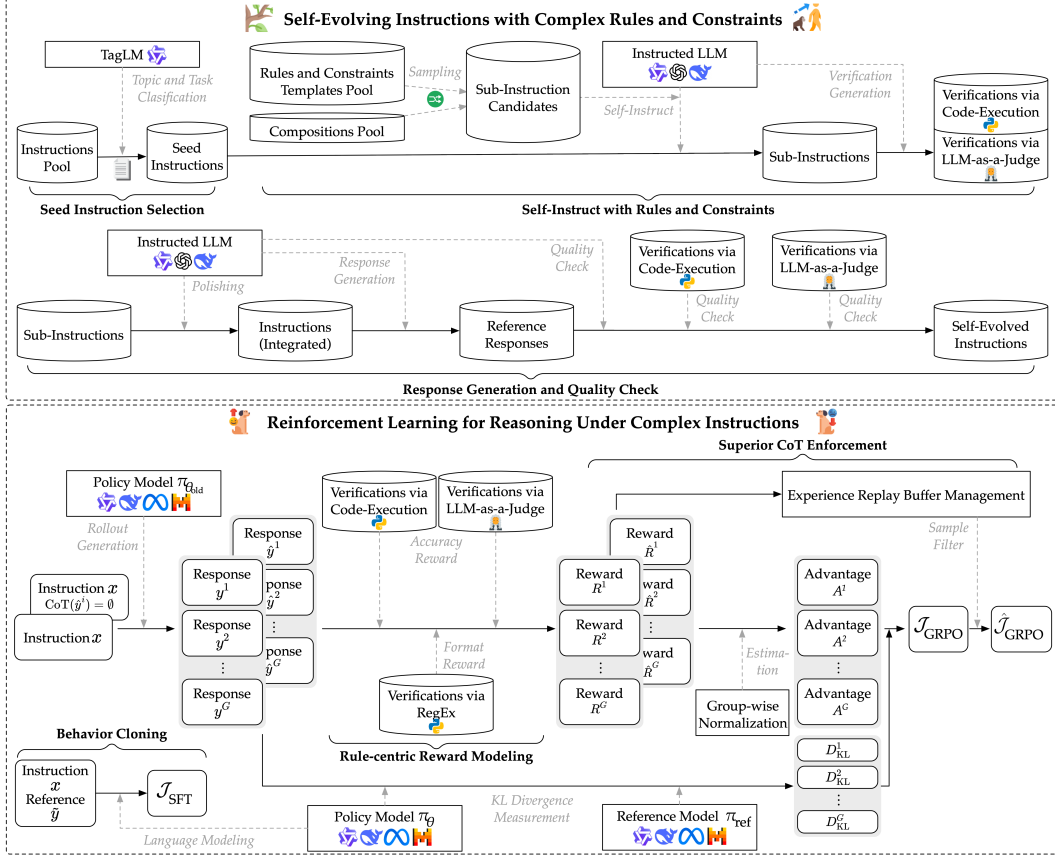 Self-Evolving Instructions with Complex Rules and Constraints
TagLM
Topic and Task
Clasification
Instructions
Pool
Seed
Instructions
Seed Instruction Selection
Rules and Constraints
Templates Pool
Compositions Pool
Sampling
Sub-Instruction
Candidates
Instructed LLM
Self-Instruct
Verification
Generation
Sub-Instructions
Verifications via
Code-Execution
Verifications via
LLM-as-a-Judge
Self-Instruct with Rules and Constraints
Instructed LLM
Polishing
Response
Generation
Quality
Check
Verifications via
Code-Execution
Quality
Check
Verifications via
LLM-as-a-Judge
Quality
Check
Sub-Instructions
Instructions
(Integrated)
Reference
Responses
Self-Evolved
Instructions
Response Generation and Quality Check
Reinforcement Learning for Reasoning Under Complex Instructions
Superior CoT Enforcement
Policy Model π_θ_old
Rollout
Generation
Instruction x
CoT(ŷ^i) = ∅
Instruction x
Response
ŷ^1
Response
y^1
ponse
ŷ^2
Response
y^2
⋮
ponse
ŷ^G
⋮
Response
y^G
Verifications via
Code-Execution
Verifications via
LLM-as-a-Judge
Accuracy
Reward
Format
Reward
Verifications via
RegEx
Rule-centric Reward Modeling
Experience Replay Buffer Management
Reward
R̂^1
Reward
R^1
ward
R̂^2
Reward
R^2
⋮
ward
R̂^G
⋮
Reward
R^G
Estima-
tion
Group-wise
Normalization
Sample
Filter
Advantage
A^1
Advantage
A^2
⋮
Advantage
A^G
D_KL^1
D_KL^2
⋮
D_KL^G
𝒥_GRPO
𝒥̂_GRPO
Behavior Cloning
Instruction
x
Reference
ỹ
𝒥_SFT
Language Modeling
Policy Model π_θ
KL Divergence
Measurement
Reference Model π_ref